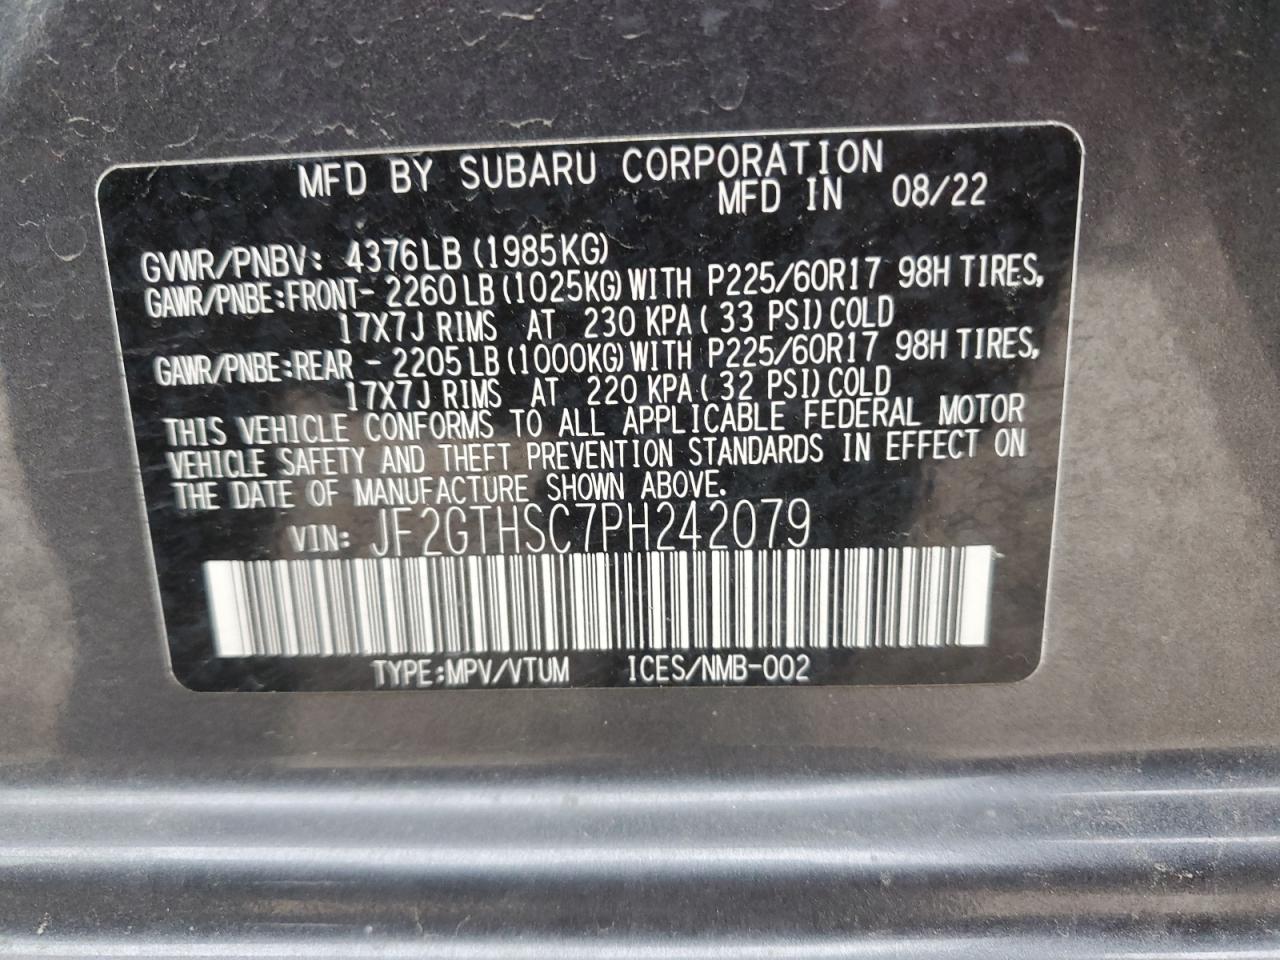 MFD BY SUBARU CORPORATION
MFD IN 08/22
GVWR/PNBV: 4376LB (1985KG)
GAWR/PNBE:FRONT- 2260LB (1025KG) WITH P225/60R17 98H TIRES,
17X7J RIMS AT 230 KPA( 33 PSI) COLD
GAWR/PNBE:REAR - 2205LB (1000KG) WITH P225/60R17 98H TIRES,
17X7J RIMS AT 220 KPA( 32 PSI) COLD
THIS VEHICLE CONFORMS TO ALL APPLICABLE FEDERAL MOTOR
VEHICLE SAFETY AND THEFT PREVENTION STANDARDS IN EFFECT ON
THE DATE OF MANUFACTURE SHOWN ABOVE.
VIN: JF2GTHSC7PH242079
TYPE:MPV/VTUM ICES/NMB-002